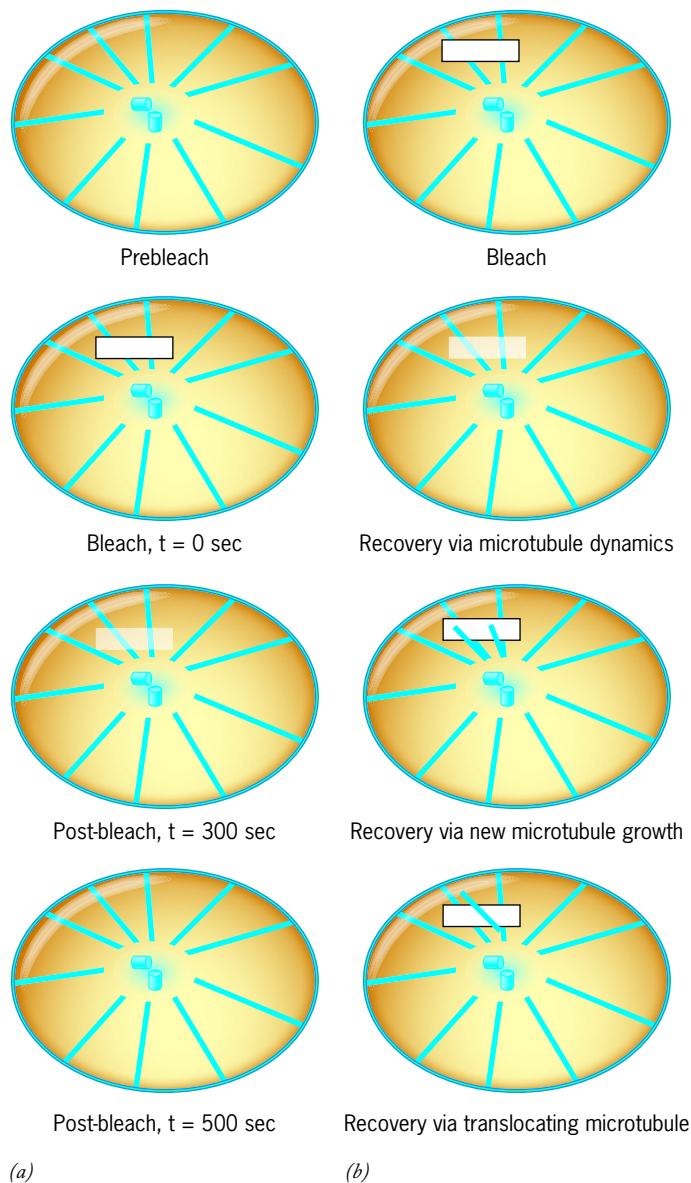 Prebleach
Bleach
Bleach, t = 0 sec
Recovery via microtubule dynamics
Post-bleach, t = 300 sec
Recovery via new microtubule growth
Post-bleach, t = 500 sec
Recovery via translocating microtubule
(a)
(b)